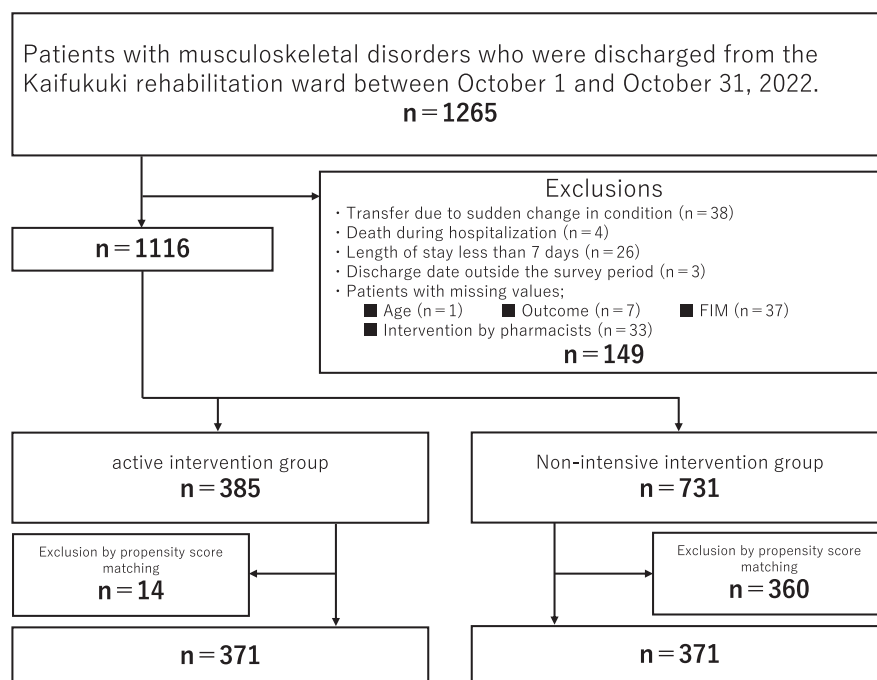 Patients with musculoskeletal disorders who were discharged from the
Kaifukuki rehabilitation ward between October 1 and October 31, 2022.
n=1265
Exclusions
・Transfer due to sudden change in condition (n=38)
・Death during hospitalization (n=4)
・Length of stay less than 7 days (n=26)
・Discharge date outside the survey period (n=3)
・Patients with missing values;
■ Age (n=1) ■ Outcome (n=7) ■ FIM (n=37)
■ Intervention by pharmacists (n=33)
n=149
n=1116
active intervention group
n=385
Non-intensive intervention group
n=731
Exclusion by propensity score
matching
n=14
Exclusion by propensity score
matching
n=360
n=371
n=371